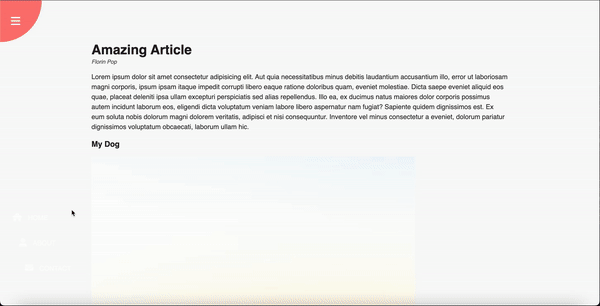 Amazing Article
Florin Pop
Lorem ipsum dolor sit amet consectetur adipisicing elit. Aut quia necessitatibus minus debitis laudantium accusantium illo, error ut laboriosam
magni corporis, ipsum ipsam itaque impedit corrupti libero eaque ratione doloribus quam, eveniet molestiae. Dicta saepe eveniet aliquid eos
quae, placeat deleniti ipsa ullam excepturi perspiciatis sed alias repellendus. Illo ea, ex ducimus natus maiores dolor corporis possimus
autem incidunt laborum eos, eligendi dicta voluptatum veniam labore libero aspernatur nam fugiat? Sapiente quidem dignissimos est. Ex
eum soluta nobis dolorum magni dolorem veritatis, adipisci et nisi consequuntur. Inventore vel minus consectetur a eveniet, dolorum pariatur
dignissimos voluptatum obcaecati, laborum ullam hic.
My Dog